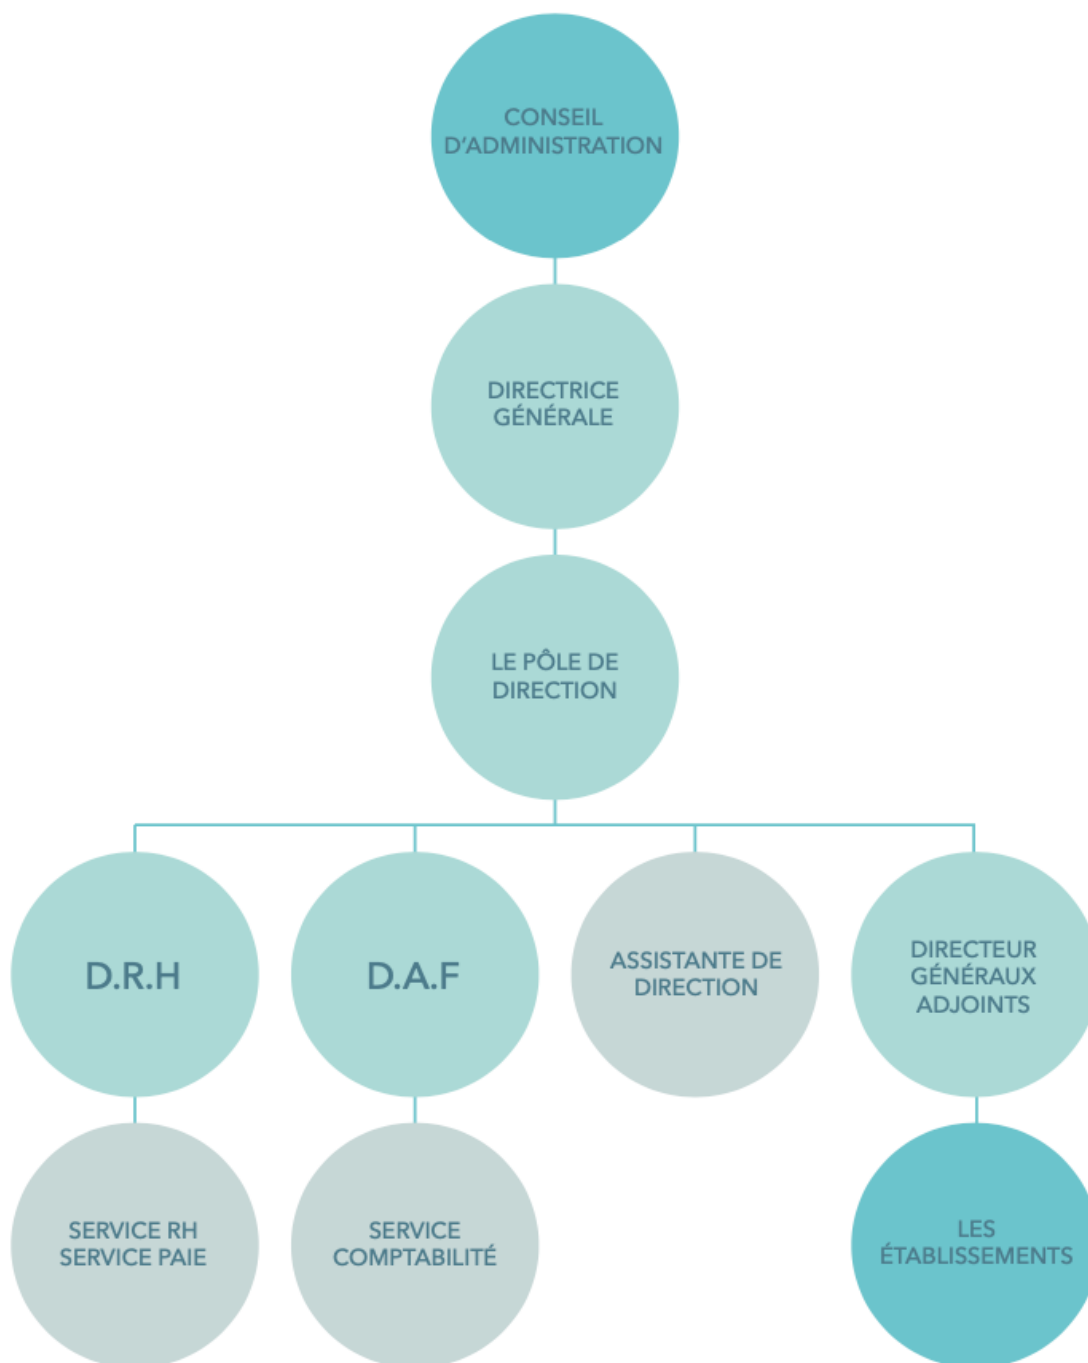 CONSEIL
D’ADMINISTRATION
DIRECTRICE
GÉNÉRALE
LE PÔLE DE
DIRECTION
D.R.H
D.A.F
ASSISTANTE DE
DIRECTION
DIRECTEUR
GÉNÉRAUX
ADJOINTS
SERVICE RH
SERVICE PAIE
SERVICE
COMPTABILITÉ
LES
ÉTABLISSEMENTS